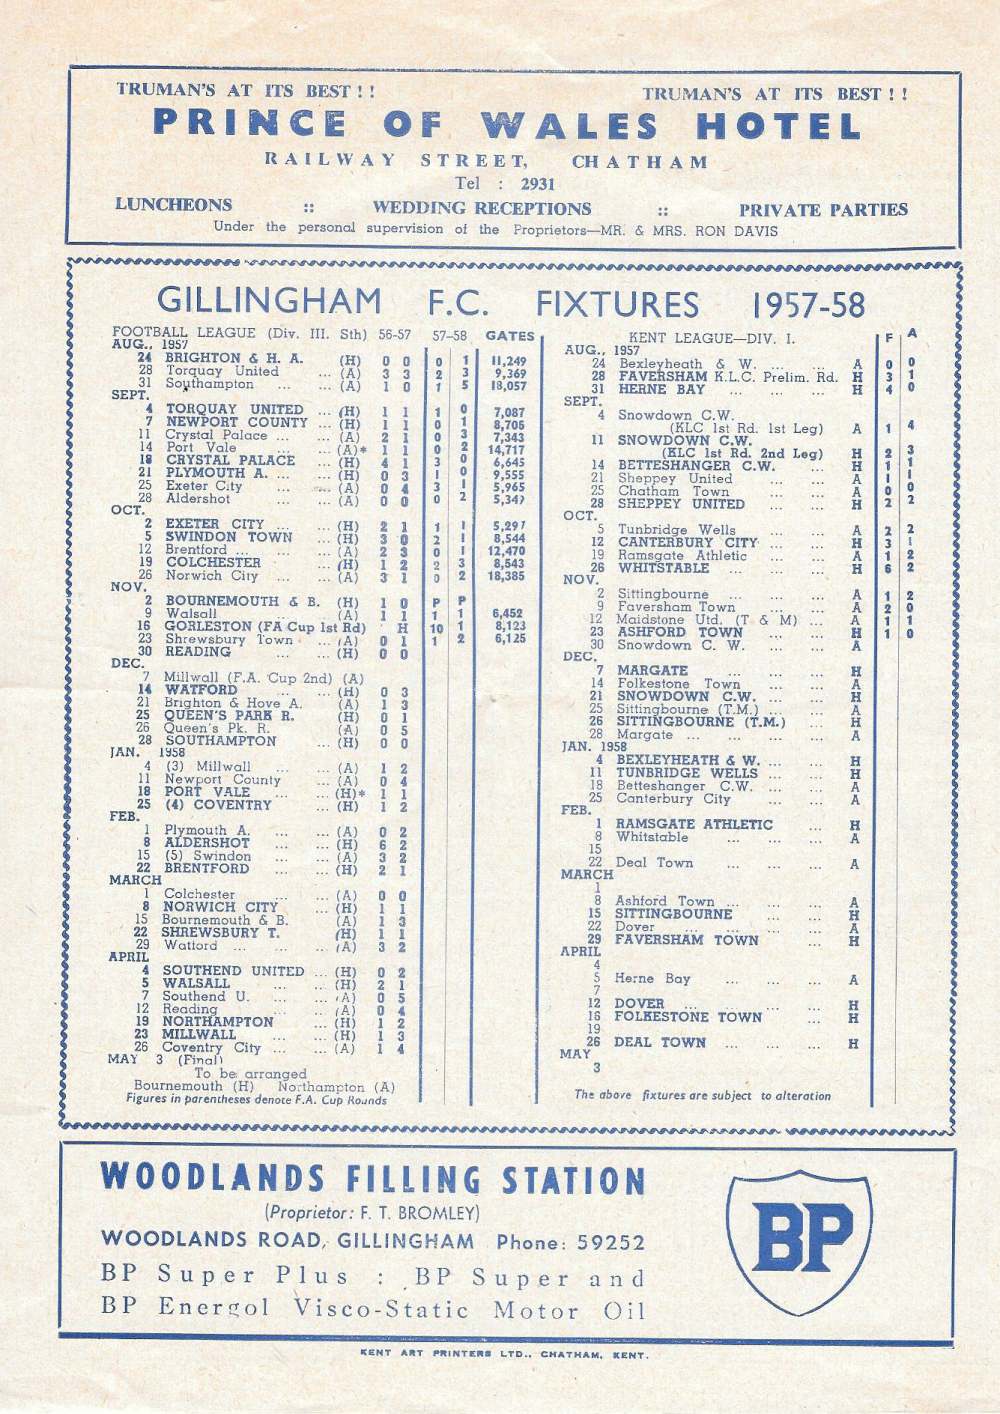 TRUMAN'S AT ITS BEST ! ! TRUMAN'S AT ITS BEST ! !
PRINCE OF WALES HOTEL
RAILWAY STREET, CHATHAM
Tel : 2931
LUNCHEONS :: WEDDING RECEPTIONS :: PRIVATE PARTIES
Under the personal supervision of the Proprietors—MR. & MRS. RON DAVIS
GILLINGHAM F.C. FIXTURES 1957-58
FOOTBALL LEAGUE (Div. III. Sth) 56-57 57-58 GATES
AUG., 1957
24 BRIGHTON & H. A. (H) 0 0 0 1 11,249
28 Torquay United ... (A) 3 3 2 3 9,369
31 Southampton ... ... (A) 1 0 1 5 18,057
SEPT.
4 TORQUAY UNITED ... (H) 1 1 1 0 7,087
7 NEWPORT COUNTY ... (H) 1 1 0 1 8,705
11 Crystal Palace ... ... (A) 2 1 0 3 7,343
14 Port Vale ... ... (A)* 1 1 0 2 14,717
18 CRYSTAL PALACE ... (H) 4 1 3 0 6,645
21 PLYMOUTH A. ... ... (H) 0 3 1 0 9,555
25 Exeter City ... ... (A) 0 4 3 1 5,965
28 Aldershot ... ... (A) 0 0 0 2 5,347
OCT.
2 EXETER CITY ... ... (H) 2 1 1 1 5,297
5 SWINDON TOWN ... (H) 3 0 2 1 8,544
12 Brentford ... ... (A) 2 3 0 1 12,470
19 COLCHESTER ... (H) 1 2 2 3 8,543
26 Norwich City ... ... (A) 3 1 0 2 18,385
NOV.
2 BOURNEMOUTH & B. (H) 1 0 P P
9 Walsall ... ... (A) 1 1 1 1 6,452
16 GORLESTON (FA Cup 1st Rd) H 10 1 8,123
23 Shrewsbury Town ... (A) 0 1 1 2 6,125
30 READING ... ... (H) 0 0
DEC.
7 Millwall (F.A. Cup 2nd) (A)
14 WATFORD ... ... (H) 0 3
21 Brighton & Hove A. (A) 1 3
25 QUEEN'S PARK R. (H) 0 1
26 Queen's Pk. R. (A) 0 5
28 SOUTHAMPTON ... (H) 0 0
JAN. 1958
4 (3) Millwall ... ... (A) 1 2
11 Newport County ... (A) 0 4
18 PORT VALE ... ... (H)* 1 1
25 (4) COVENTRY ... (H) 1 2
FEB.
1 Plymouth A. ... ... (A) 0 2
8 ALDERSHOT ... ... (H) 6 2
15 (5) Swindon ... ... (A) 3 2
22 BRENTFORD ... ... (H) 2 1
MARCH
1 Colchester ... ... (A) 0 0
8 NORWICH CITY ... (H) 1 1
15 Bournemouth & B. (A) 1 3
22 SHREWSBURY T. (H) 1 1
29 Watford ... ... ... (A) 3 2
APRIL
4 SOUTHEND UNITED ... (H) 0 2
5 WALSALL ... ... (H) 2 1
7 Southend U. ... ... (A) 0 5
12 Reading ... ... (A) 0 4
19 NORTHAMPTON ... (H) 1 2
23 MILLWALL ... ... (H) 1 3
26 Coventry City ... ... (A) 1 4
MAY 3 (Final)
To be arranged
Bournemouth (H) Northampton (A)
Figures in parentheses denote F.A. Cup Rounds
KENT LEAGUE—DIV. I. F A
AUG., 1957
24 Bexleyheath & W. ... ... A 0 0
28 FAVERSHAM K.L.C. Prelim. Rd. H 3 1
31 HERNE BAY ... ... H 4 0
SEPT.
4 Snowdown C.W.
(KLC 1st Rd. 1st Leg) A 1 4
11 SNOWDOWN C.W.
(KLC 1st Rd. 2nd Leg) H 2 3
14 BETTESHANGER C.W. ... H 1 1
21 Sheppey United ... ... A 1 1
25 Chatham Town ... ... A 0 0
28 SHEPPEY UNITED ... ... H 2 2
OCT.
5 Tunbridge Wells ... ... A 2 2
12 CANTERBURY CITY ... ... H 3 1
19 Ramsgate Athletic ... ... A 1 2
26 WHITSTABLE ... ... ... H 6 2
NOV.
2 Sittingbourne ... ... A 1 2
9 Faversham Town ... ... A 2 0
12 Maidstone Utd. (T & M) ... A 1 1
23 ASHFORD TOWN ... ... H 1 0
30 Snowdown C. W. ... ... A
DEC.
7 MARGATE ... ... ... H
14 Folkestone Town ... ... A
21 SNOWDOWN C.W. ... ... H
25 Sittingbourne (T.M.) ... ... A
26 SITTINGBOURNE (T.M.) ... H
28 Margate ... ... ... ... A
JAN. 1958
4 BEXLEYHEATH & W. ... ... H
11 TUNBRIDGE WELLS ... ... H
18 Betteshanger C.W. ... ... A
25 Canterbury City ... ... A
FEB.
1 RAMSGATE ATHLETIC ... H
8 Whitstable ... ... ... A
15
22 Deal Town ... ... ... A
MARCH
1
8 Ashford Town ... ... ... A
15 SITTINGBOURNE ... ... H
22 Dover ... ... ... ... A
29 FAVERSHAM TOWN ... H
APRIL
4
5 Herne Bay ... ... ... A
7
12 DOVER ... ... ... ... H
16 FOLKESTONE TOWN ... H
19
26 DEAL TOWN ... ... ... H
MAY
3
The above fixtures are subject to alteration
WOODLANDS FILLING STATION
(Proprietor: F. T. BROMLEY)
WOODLANDS ROAD, GILLINGHAM Phone: 59252
BP Super Plus : BP Super and
BP Energol Visco-Static Motor Oil
BP
KENT ART PRINTERS LTD., CHATHAM, KENT.